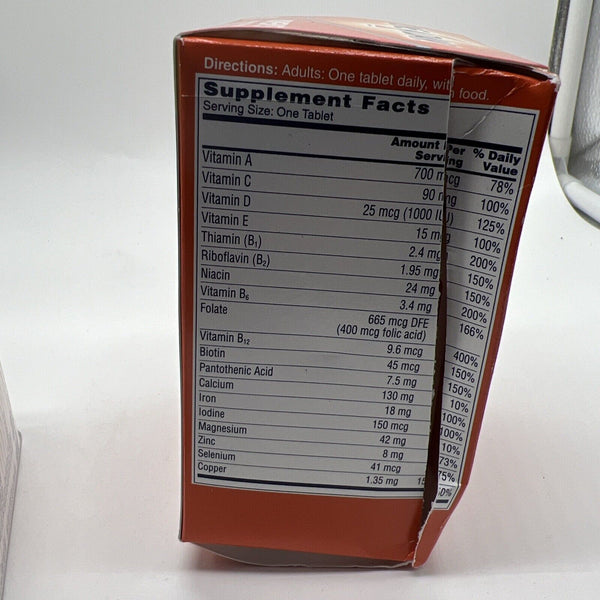 Directions: Adults: One tablet daily, with food.
Supplement Facts
Serving Size: One Tablet
Amount Per Serving % Daily Value
Vitamin A 700 mcg 78%
Vitamin C 90 mg 100%
Vitamin D 25 mcg (1000 IU) 125%
Vitamin E 15 mg 100%
Thiamin (B₁) 2.4 mg 200%
Riboflavin (B₂) 1.95 mg 150%
Niacin 24 mg 150%
Vitamin B₆ 3.4 mg 200%
Folate 665 mcg DFE 166%
(400 mcg folic acid)
Vitamin B₁₂ 9.6 mcg 400%
Biotin 45 mcg 150%
Pantothenic Acid 7.5 mg 150%
Calcium 130 mg 10%
Iron 18 mg 100%
Iodine 150 mcg 100%
Magnesium 42 mg 10%
Zinc 8 mg 73%
Selenium 41 mcg 75%
Copper 1.35 mg